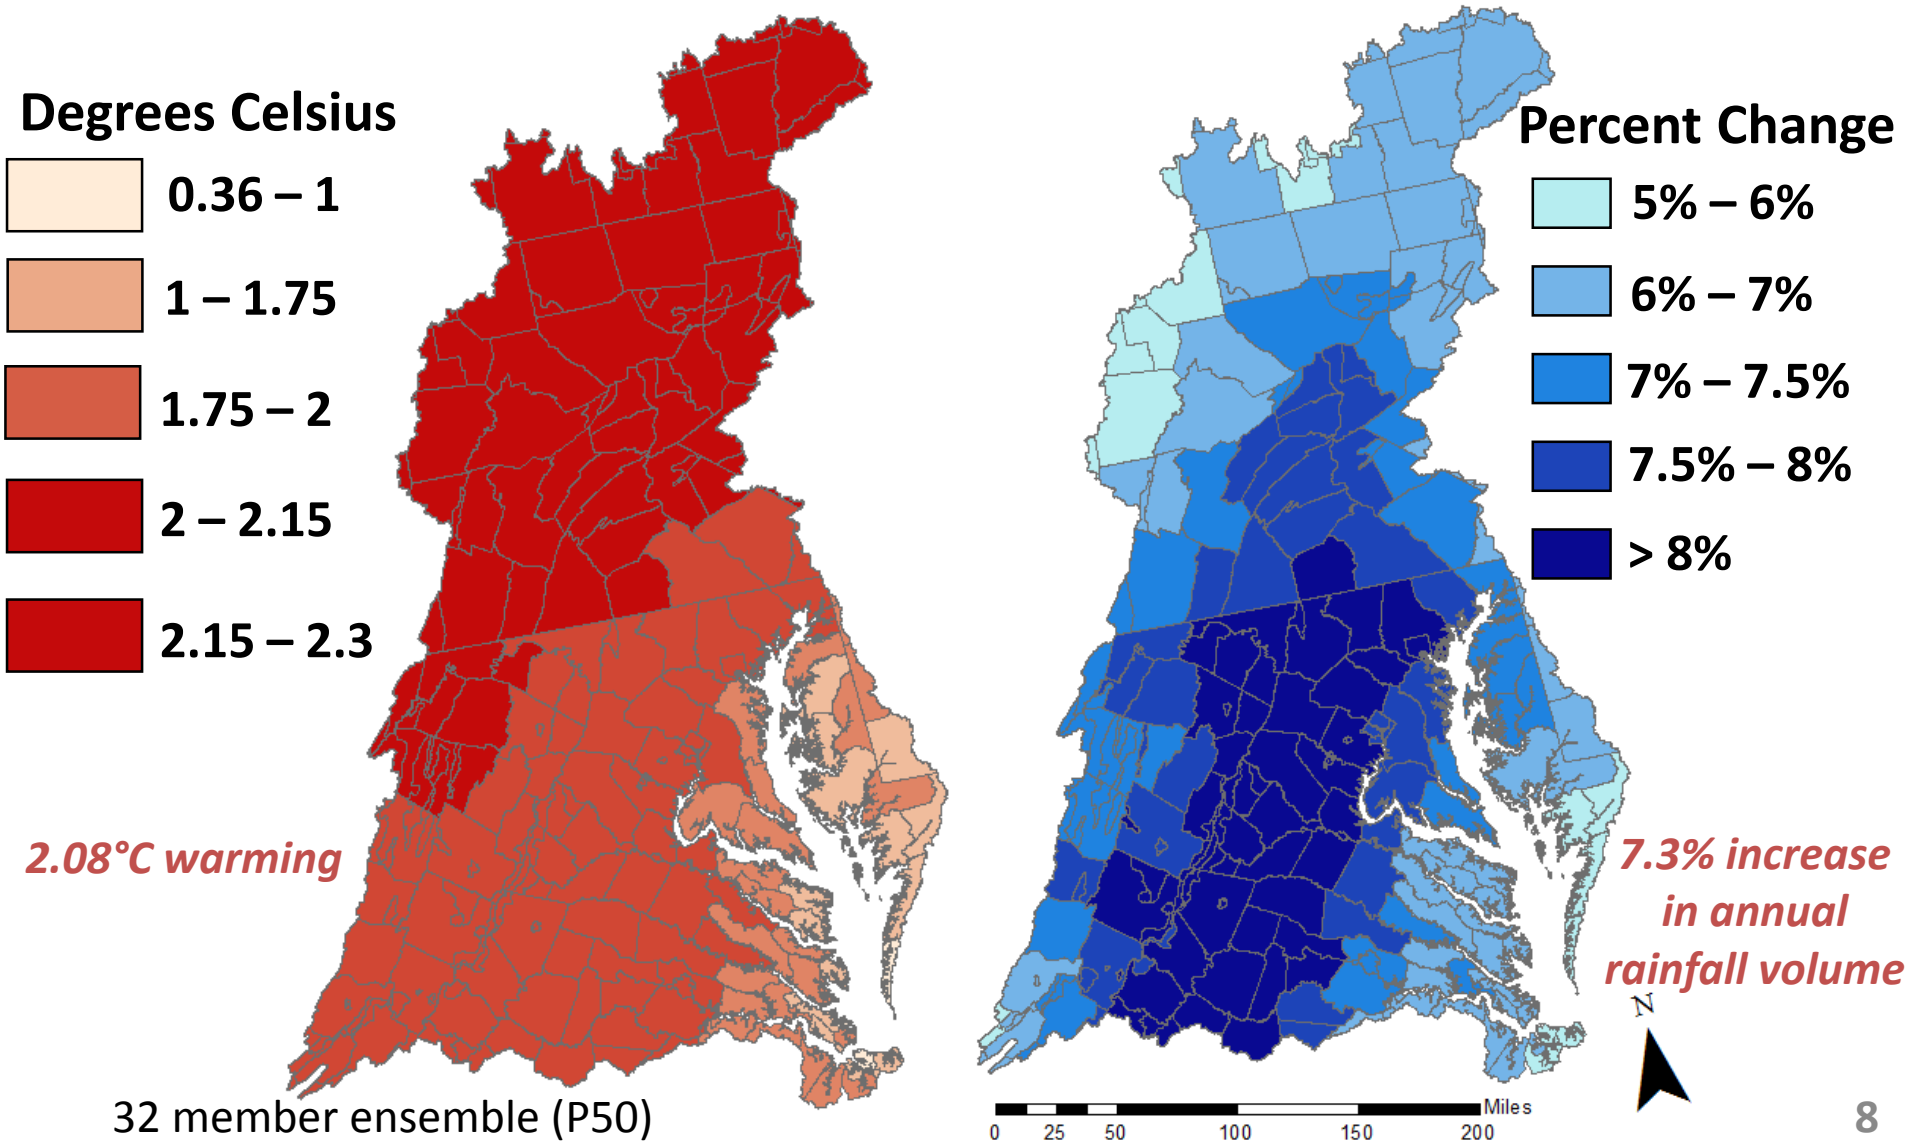 Degrees Celsius
0.36 – 1
1 – 1.75
1.75 – 2
2 – 2.15
2.15 – 2.3
2.08°C warming
32 member ensemble (P50)
Percent Change
5% – 6%
6% – 7%
7% – 7.5%
7.5% – 8%
> 8%
7.3% increase
in annual
rainfall volume
N
Miles
0 25 50 100 150 200
8